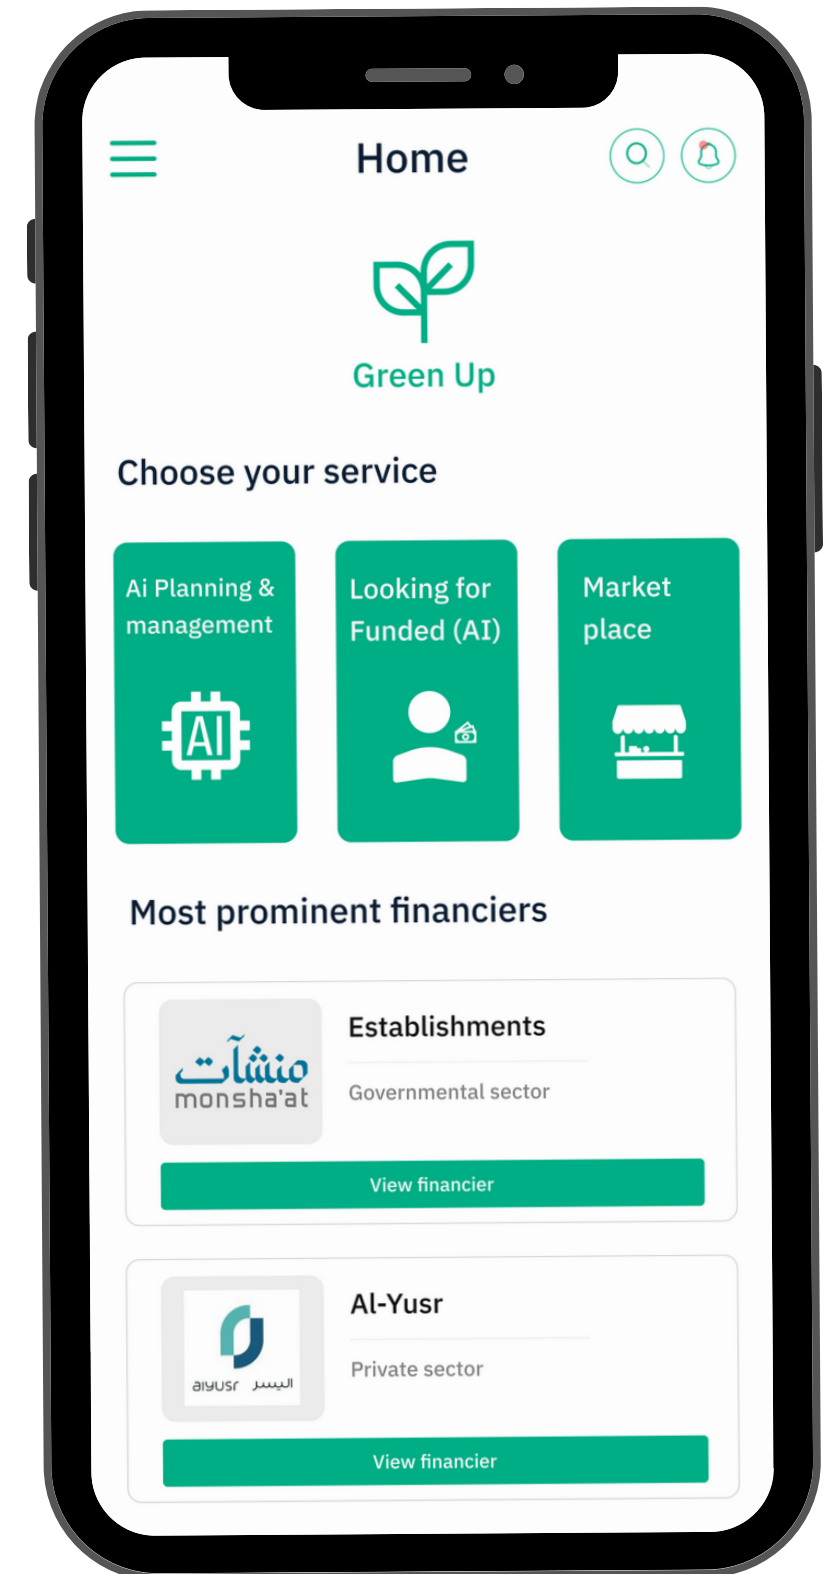 Home
Green Up
Choose your service
Ai Planning &
management
Looking for
Funded (AI)
Market
place
AI
Most prominent financiers
منشآت
monsha'at
Establishments
Governmental sector
View financier
alyusr اليسر
Al-Yusr
Private sector
View financier